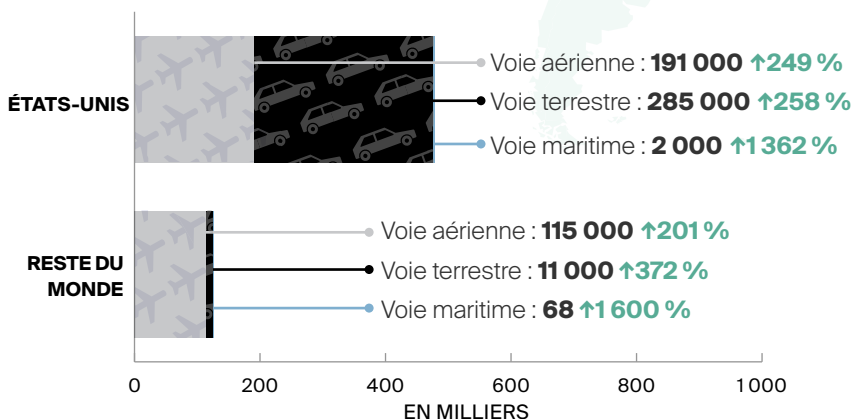 ÉTATS-UNIS
Voie aérienne : 191 000 ↑249 %
Voie terrestre : 285 000 ↑258 %
Voie maritime : 2 000 ↑1 362 %
RESTE DU
MONDE
Voie aérienne : 115 000 ↑201 %
Voie terrestre : 11 000 ↑372 %
Voie maritime : 68 ↑1 600 %
0 200 400 600 800 1 000
EN MILLIERS